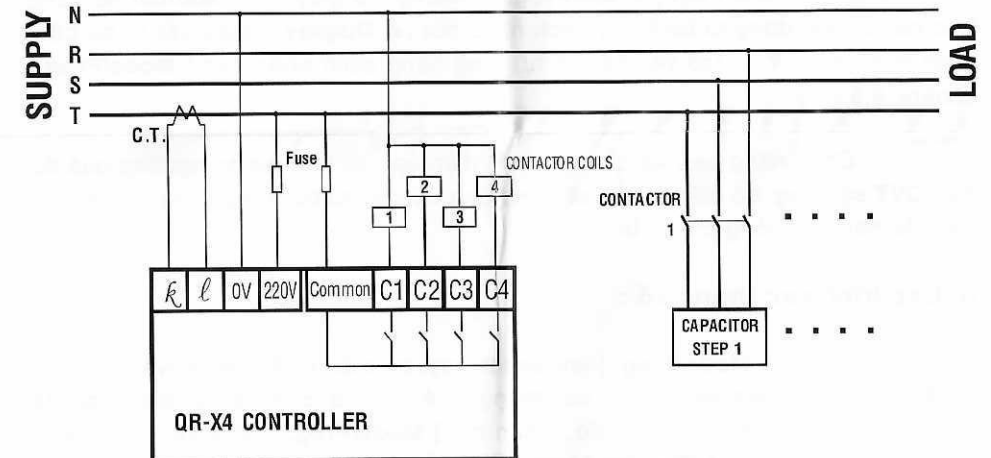 SUPPLY
N
R
S
T
LOAD
C.T.
Fuse
CONTACTOR COILS
2
4
1
3
CONTACTOR
1
k ℓ 0V 220V Common C1 C2 C3 C4
CAPACITOR
STEP 1
QR-X4 CONTROLLER